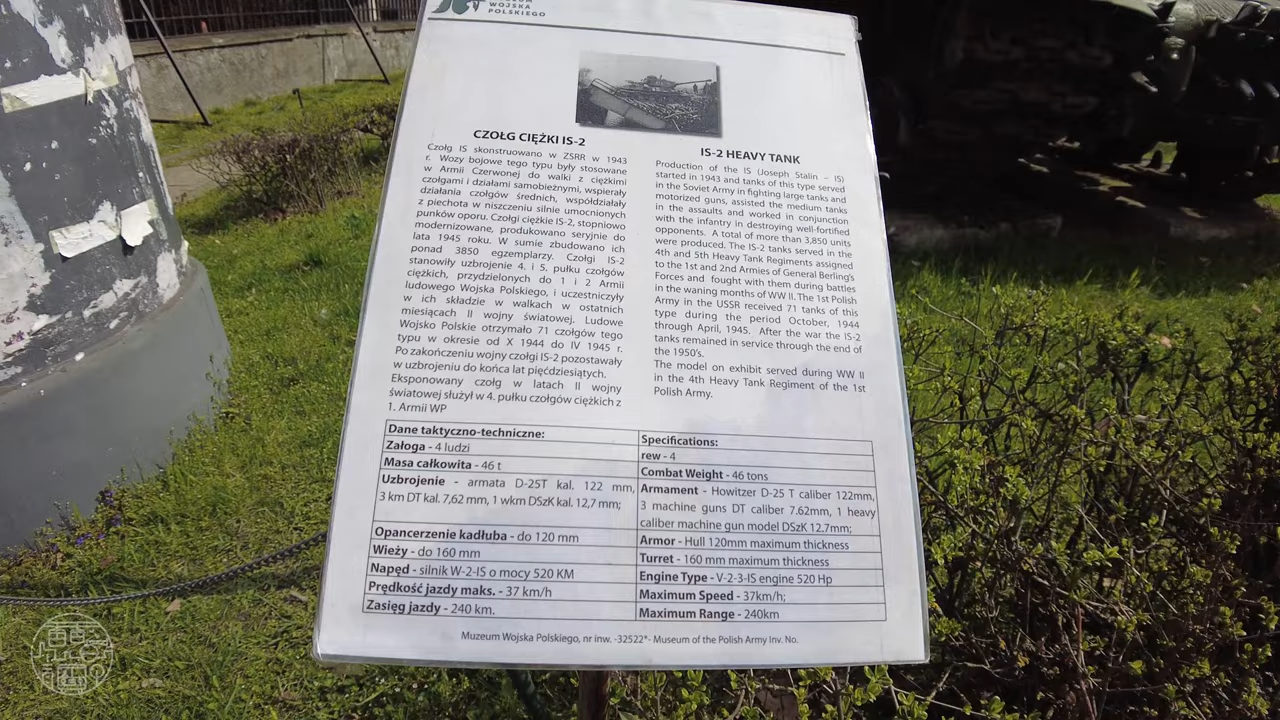 WOJSKA
POLSKIEGO
CZOŁG CIĘŻKI IS-2
Czołg IS skonstruowano w ZSRR w 1943
r. Wozy bojowe tego typu były stosowane
w Armii Czerwonej do walki z ciężkimi
czołgami i działami samobieżnymi, wspierały
działania czołgów średnich, współdziałały
z piechota w niszczeniu silnie umocnionych
punków oporu. Czołgi ciężkie IS-2, stopniowo
modernizowane, produkowano seryjnie do
lata 1945 roku. W sumie zbudowano ich
ponad 3850 egzemplarzy. Czołgi IS-2
stanowiły uzbrojenie 4. i 5. pułku czołgów
ciężkich, przydzielonych do 1 i 2 Armii
ludowego Wojska Polskiego, i uczestniczyły
w ich składzie w walkach w ostatnich
miesiącach II wojny światowej. Ludowe
Wojsko Polskie otrzymało 71 czołgów tego
typu w okresie od X 1944 do IV 1945 r.
Po zakończeniu wojny czołgi IS-2 pozostawały
w uzbrojeniu do końca lat pięćdziesiątych.
Eksponowany czołg w latach II wojny
światowej służył w 4. pułku czołgów ciężkich z
1. Armii WP
IS-2 HEAVY TANK
Production of the IS (Joseph Stalin – IS)
started in 1943 and tanks of this type served
in the Soviet Army in fighting large tanks and
motorized guns, assisted the medium tanks
in the assaults and worked in conjunction
with the infantry in destroying well-fortified
opponents. A total of more than 3,850 units
were produced. The IS-2 tanks served in the
4th and 5th Heavy Tank Regiments assigned
to the 1st and 2nd Armies of General Berling's
Forces and fought with them during battles
in the waning months of WW II. The 1st Polish
Army in the USSR received 71 tanks of this
type during the period October, 1944
through April, 1945. After the war the IS-2
tanks remained in service through the end of
the 1950's.
The model on exhibit served during WW II
in the 4th Heavy Tank Regiment of the 1st
Polish Army.
Dane taktyczno-techniczne:
Załoga - 4 ludzi
Masa całkowita - 46 t
Uzbrojenie - armata D-25T kal. 122 mm,
3 km DT kal. 7,62 mm, 1 wkm DSzK kal. 12,7 mm;
Opancerzenie kadłuba - do 120 mm
Wieży - do 160 mm
Napęd - silnik W-2-IS o mocy 520 KM
Prędkość jazdy maks. - 37 km/h
Zasięg jazdy - 240 km.
Specifications:
rew - 4
Combat Weight - 46 tons
Armament - Howitzer D-25 T caliber 122mm,
3 machine guns DT caliber 7.62mm, 1 heavy
caliber machine gun model DSzK 12.7mm;
Armor - Hull 120mm maximum thickness
Turret - 160 mm maximum thickness
Engine Type - V-2-3-IS engine 520 Hp
Maximum Speed - 37km/h;
Maximum Range - 240km
Muzeum Wojska Polskiego, nr inw. -32522*- Museum of the Polish Army Inv. No.